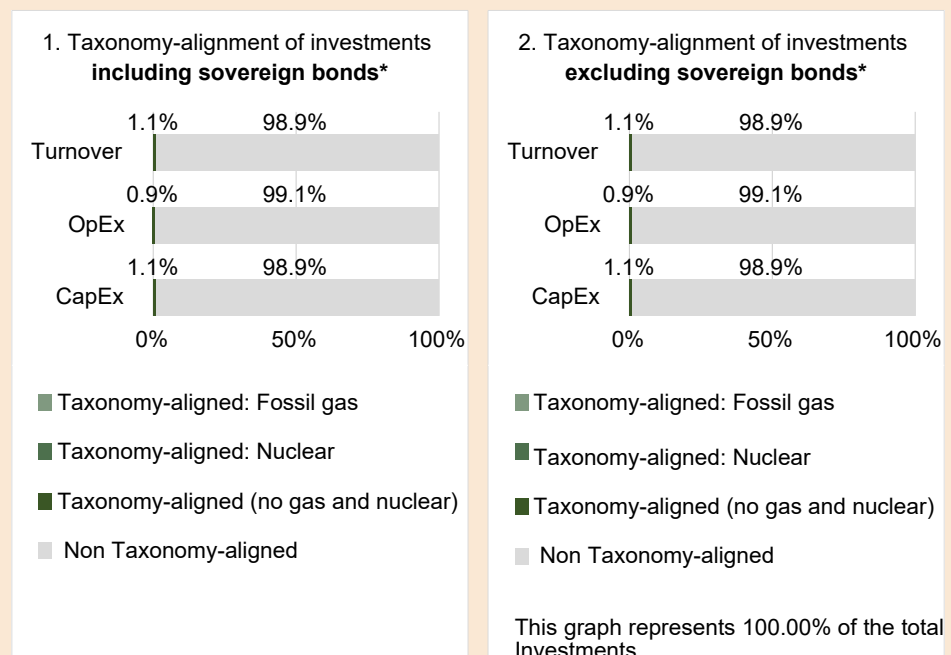 1. Taxonomy-alignment of investments
including sovereign bonds*
1.1% 98.9%
Turnover
0.9% 99.1%
OpEx
1.1% 98.9%
CapEx
0% 50% 100%
Taxonomy-aligned: Fossil gas
Taxonomy-aligned: Nuclear
Taxonomy-aligned (no gas and nuclear)
Non Taxonomy-aligned
2. Taxonomy-alignment of investments
excluding sovereign bonds*
1.1% 98.9%
Turnover
0.9% 99.1%
OpEx
1.1% 98.9%
CapEx
0% 50% 100%
Taxonomy-aligned: Fossil gas
Taxonomy-aligned: Nuclear
Taxonomy-aligned (no gas and nuclear)
Non Taxonomy-aligned
This graph represents 100.00% of the total
Investments